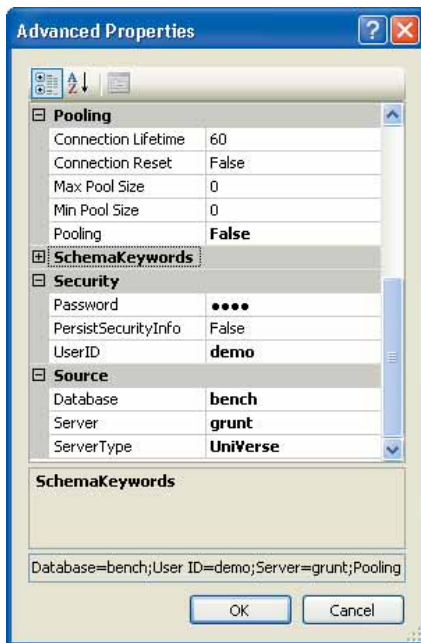 Advanced Properties
Pooling
Connection Lifetime 60
Connection Reset False
Max Pool Size 0
Min Pool Size 0
Pooling False
SchemaKeywords
Security
Password ●●●●
PersistSecurityInfo False
UserID demo
Source
Database bench
Server grunt
ServerType UniVerse
SchemaKeywords
Database=bench;User ID=demo;Server=grunt;Pooling
OK Cancel